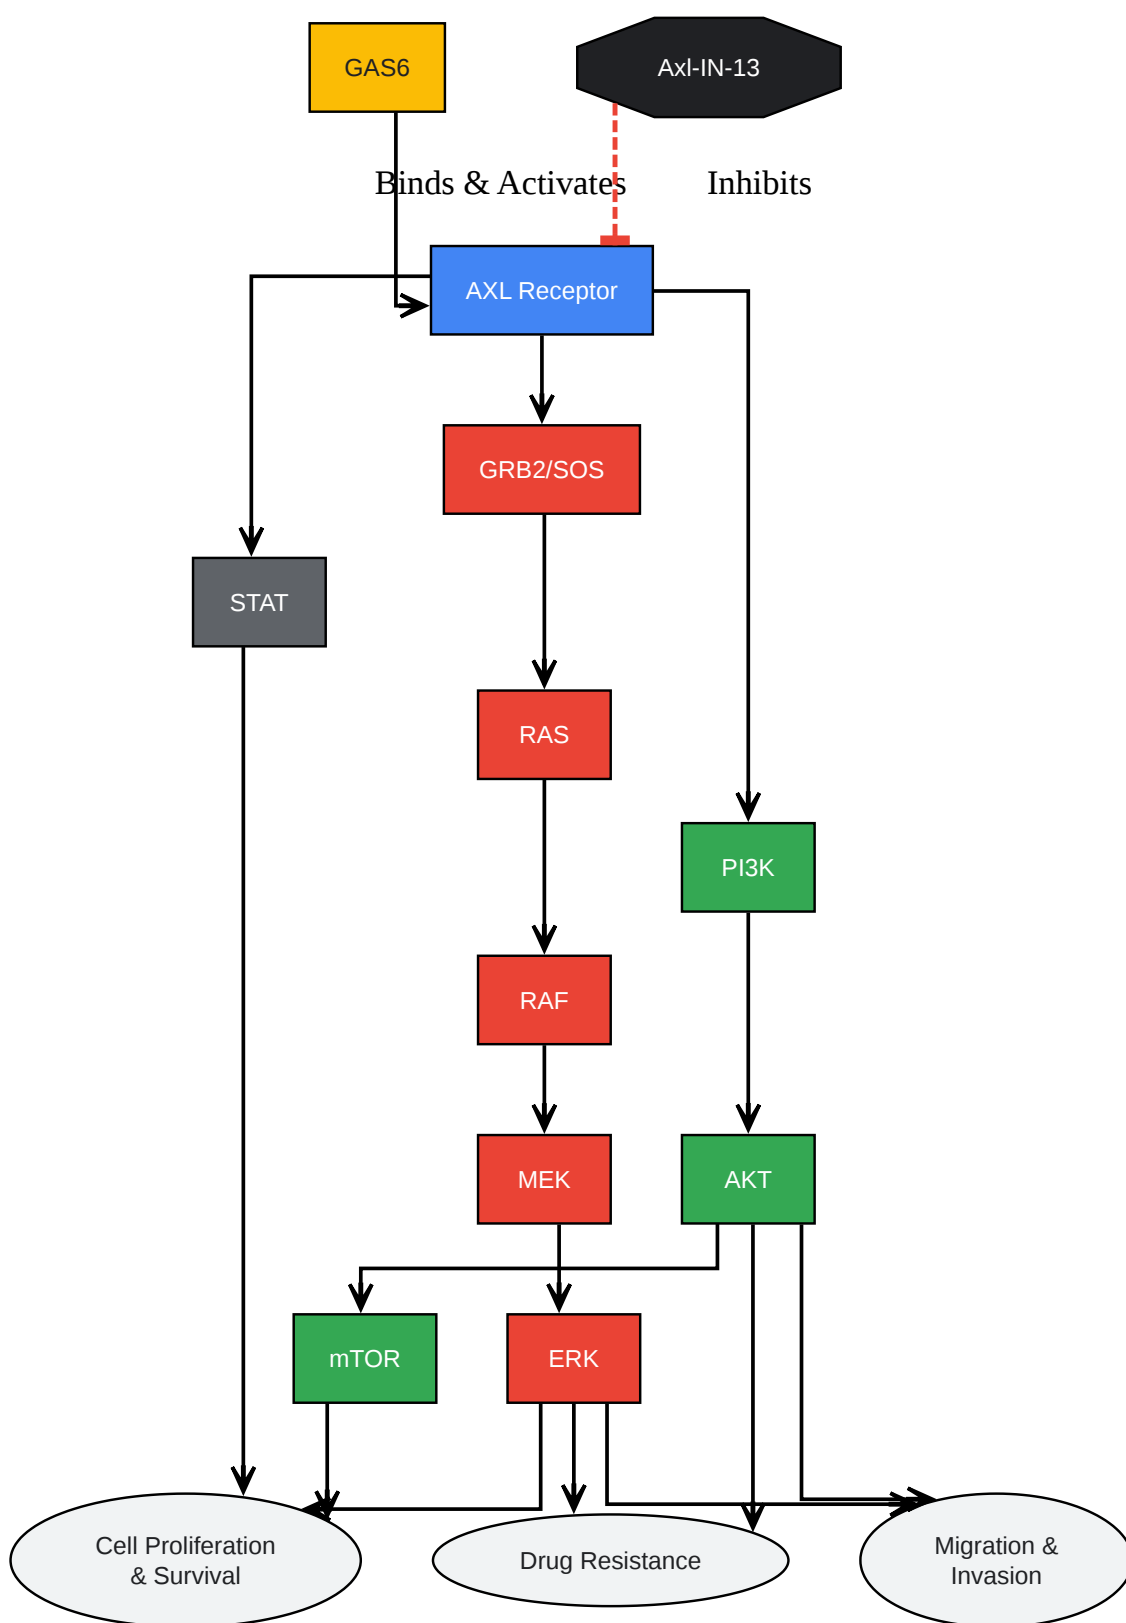 GAS6
Axl-IN-13
Binds & Activates
Inhibits
AXL Receptor
GRB2/SOS
STAT
RAS
PI3K
RAF
MEK
AKT
mTOR
ERK
Cell Proliferation
& Survival
Drug Resistance
Migration &
Invasion